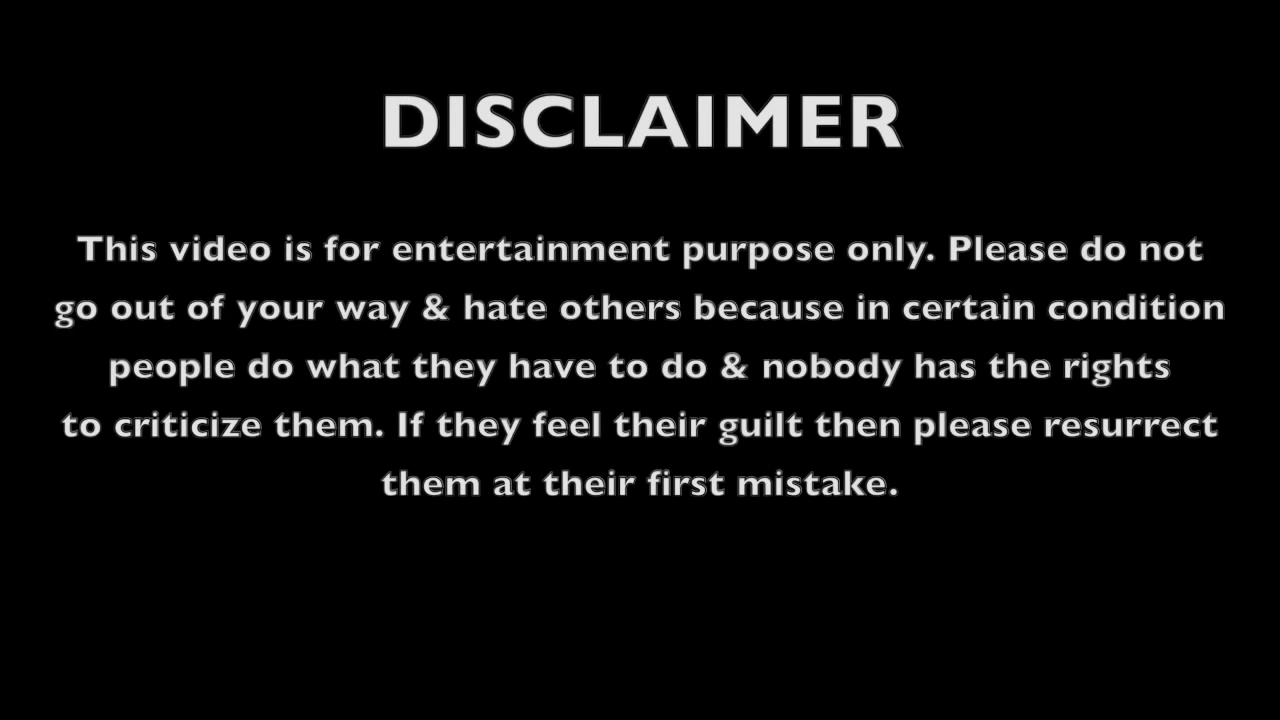 DISCLAIMER
This video is for entertainment purpose only. Please do not
go out of your way & hate others because in certain condition
people do what they have to do & nobody has the rights
to criticize them. If they feel their guilt then please resurrect
them at their first mistake.